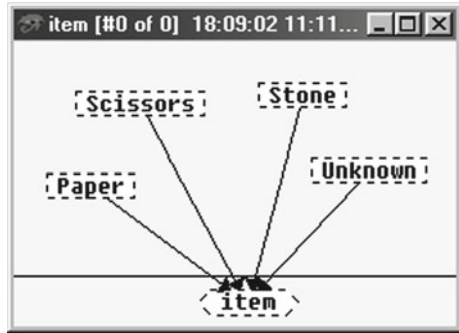 item [#0 of 0] 18:09:02 11:11...
Scissors
Stone
Paper
Unknown
item